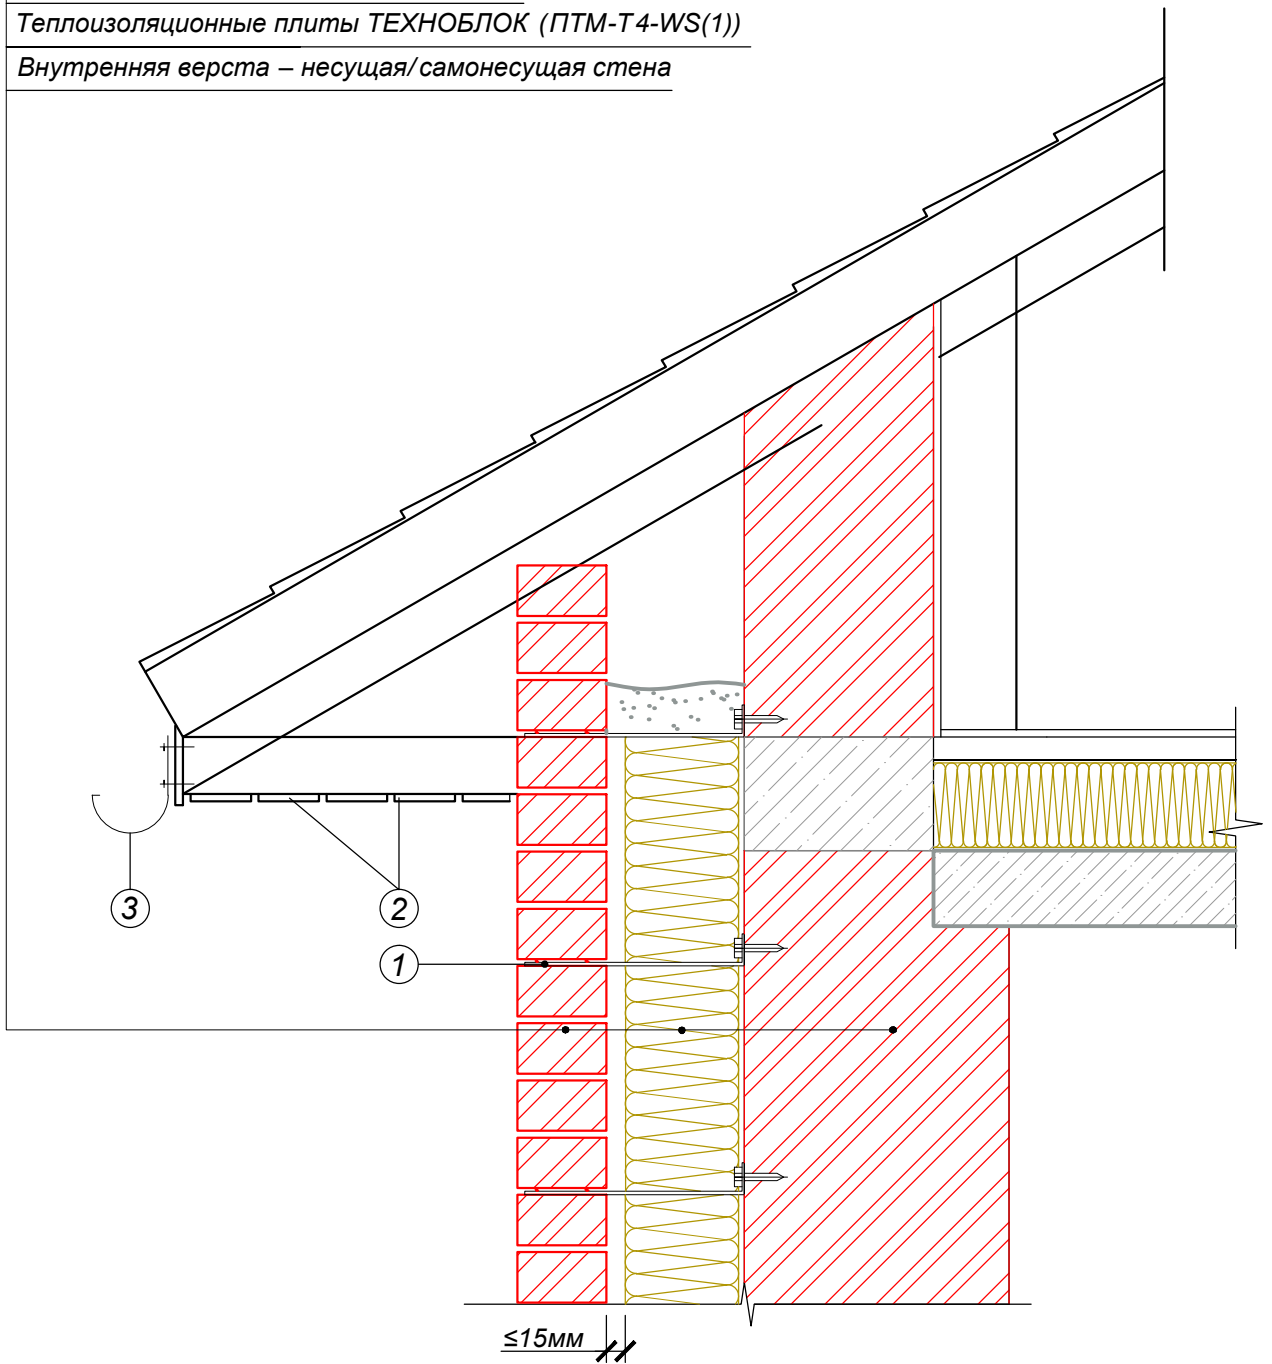 Теплоизоляционные плиты ТЕХНОБЛОК (ПТМ-Т4-WS(1))
Внутренняя верста – несущая/самонесущая стена
3
2
1
≤15мм